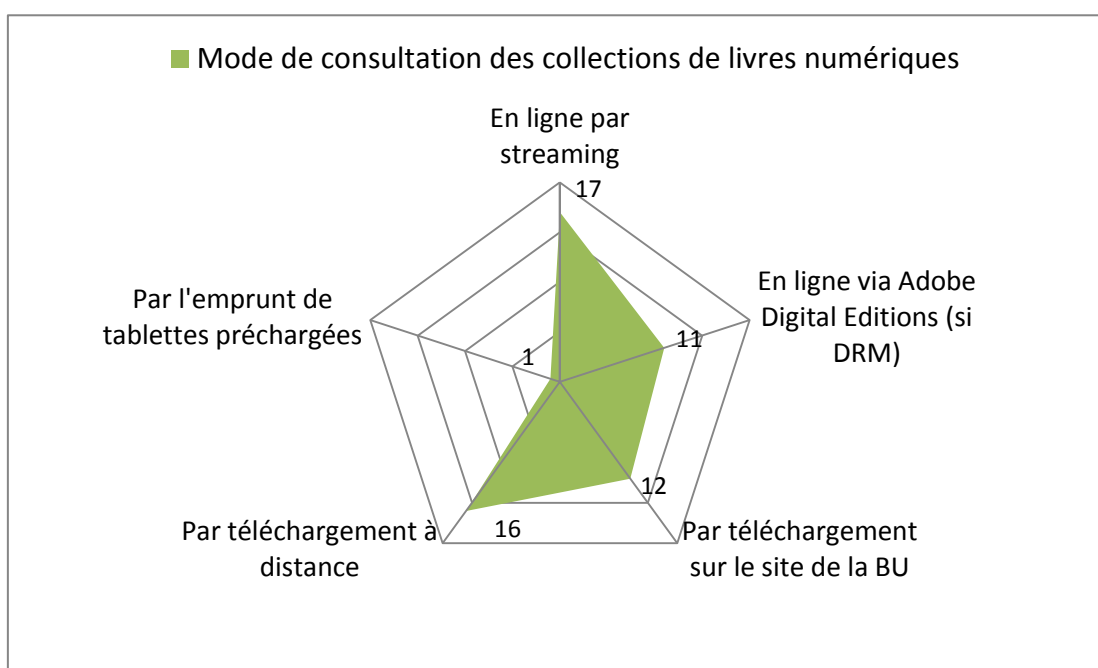 Mode de consultation des collections de livres numériques
En ligne par
streaming
17
En ligne via Adobe
Digital Editions (si
DRM)
11
Par l'emprunt de
tablettes préchargées
1
12
Par téléchargement
sur le site de la BU
Par téléchargement à
distance
16